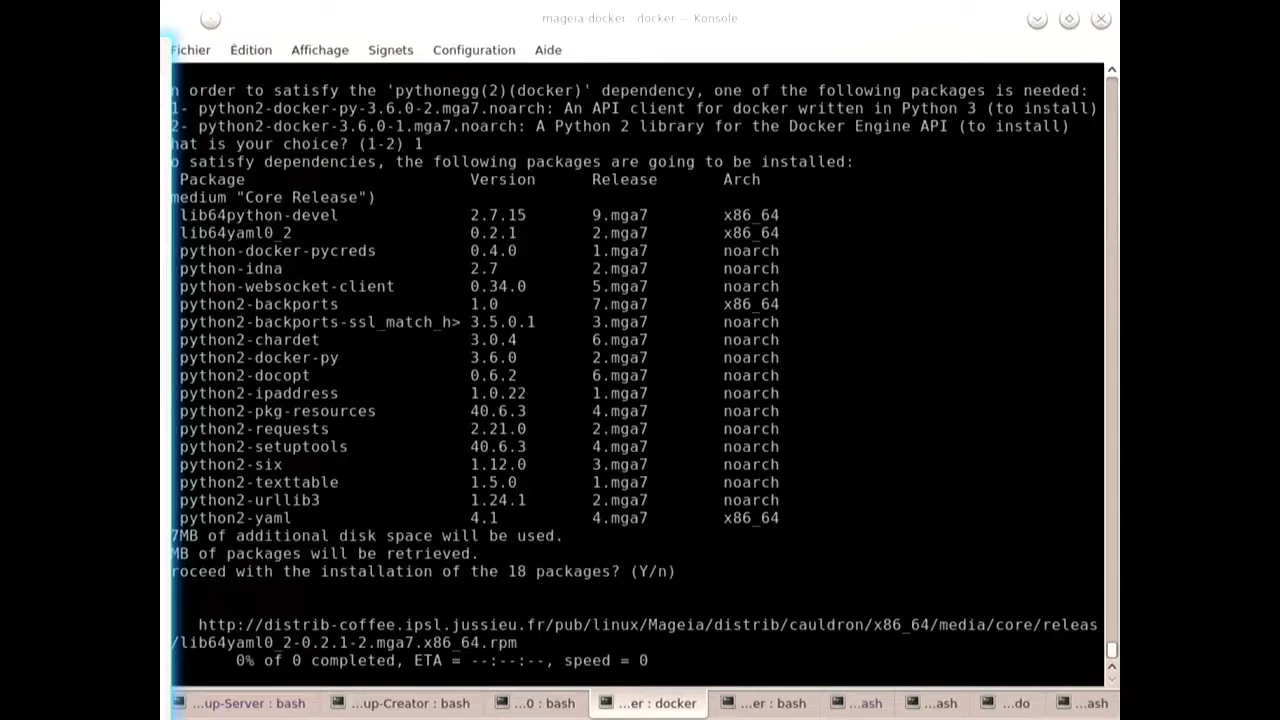 mageia-docker : docker — Konsole
Fichier Édition Affichage Signets Configuration Aide
n order to satisfy the 'pythonegg(2)(docker)' dependency, one of the following packages is needed:
1- python2-docker-py-3.6.0-2.mga7.noarch: An API client for docker written in Python 3 (to install)
2- python2-docker-3.6.0-1.mga7.noarch: A Python 2 library for the Docker Engine API (to install)
hat is your choice? (1-2) 1
o satisfy dependencies, the following packages are going to be installed:
Package Version Release Arch
medium "Core Release")
lib64python-devel 2.7.15 9.mga7 x86_64
lib64yaml0_2 0.2.1 2.mga7 x86_64
python-docker-pycreds 0.4.0 1.mga7 noarch
python-idna 2.7 2.mga7 noarch
python-websocket-client 0.34.0 5.mga7 noarch
python2-backports 1.0 7.mga7 x86_64
python2-backports-ssl_match_h> 3.5.0.1 3.mga7 noarch
python2-chardet 3.0.4 6.mga7 noarch
python2-docker-py 3.6.0 2.mga7 noarch
python2-docopt 0.6.2 6.mga7 noarch
python2-ipaddress 1.0.22 1.mga7 noarch
python2-pkg-resources 40.6.3 4.mga7 noarch
python2-requests 2.21.0 2.mga7 noarch
python2-setuptools 40.6.3 4.mga7 noarch
python2-six 1.12.0 3.mga7 noarch
python2-texttable 1.5.0 1.mga7 noarch
python2-urllib3 1.24.1 2.mga7 noarch
python2-yaml 4.1 4.mga7 x86_64
7MB of additional disk space will be used.
MB of packages will be retrieved.
roceed with the installation of the 18 packages? (Y/n)
http://distrib-coffee.ipsl.jussieu.fr/pub/linux/Mageia/distrib/cauldron/x86_64/media/core/releas
/lib64yaml0_2-0.2.1-2.mga7.x86_64.rpm
0% of 0 completed, ETA = --:--:--, speed = 0
...up-Server : bash ...up-Creator : bash ...0 : bash ...er : docker ...er : bash ...ash ...ash ...do ...ash